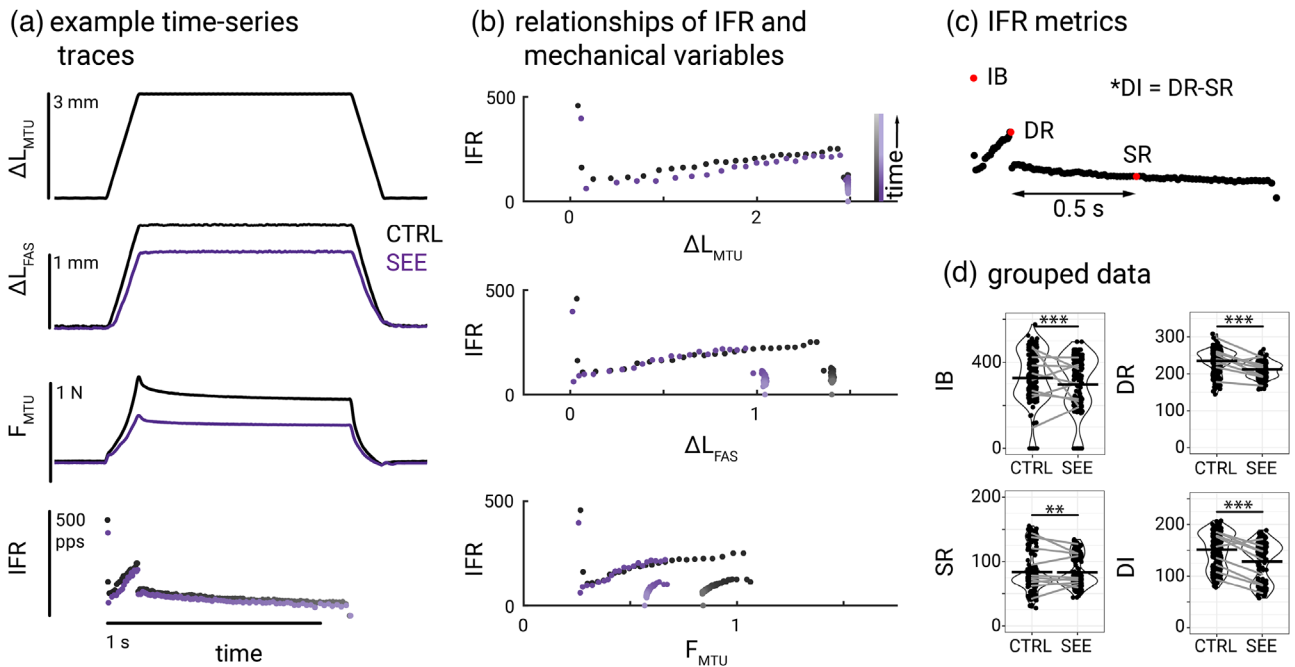 (a) example time-series
traces
3 mm
ΔLMTU
CTRL
SEE
1 mm
ΔLFAS
1 N
FMTU
500
pps
IFR
1 s
time
(b) relationships of IFR and
mechanical variables
500
IFR
0
0
2
time
ΔLMTU
500
IFR
0
0
1
ΔLFAS
500
IFR
0
0
1
FMTU
(c) IFR metrics
IB
*DI = DR-SR
DR
SR
0.5 s
(d) grouped data
***
400
IB
0
CTRL SEE
***
300
200
DR
100
0
CTRL SEE
**
200
SR
100
0
CTRL SEE
***
200
DI
100
0
CTRL SEE